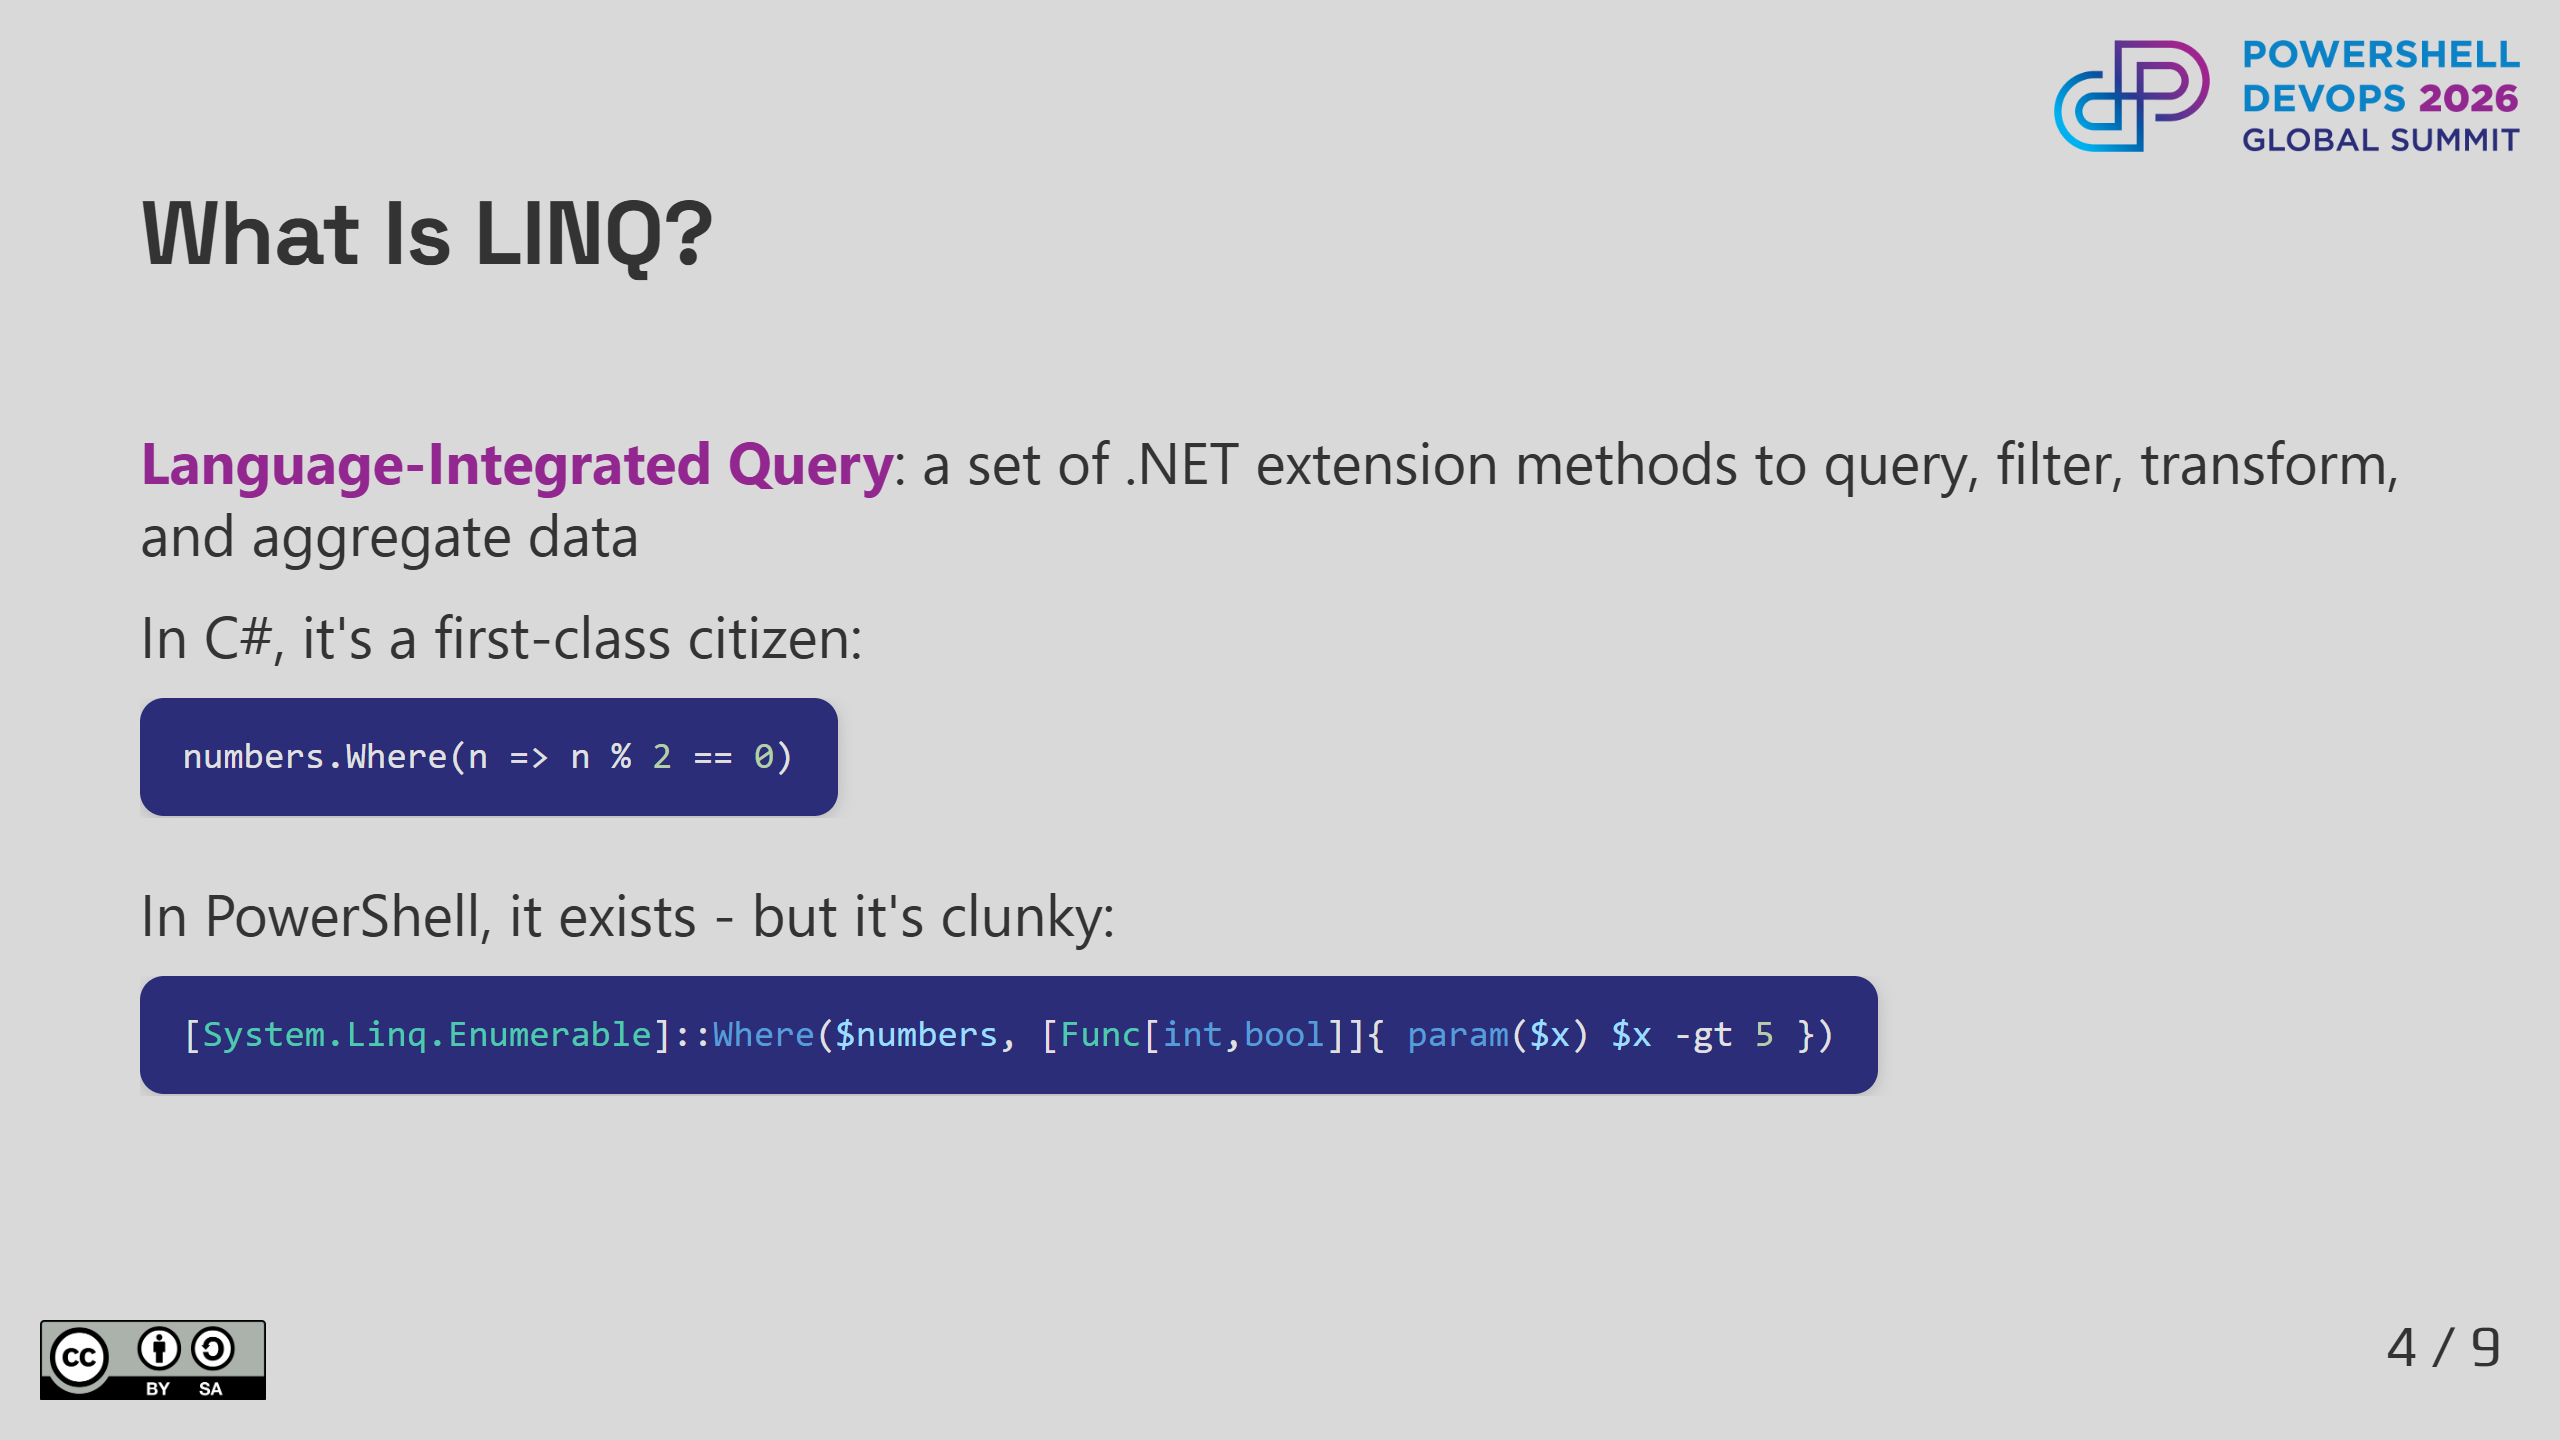 POWERSHELL
DEVOPS 2026
GLOBAL SUMMIT
What Is LINQ?
Language-Integrated Query: a set of .NET extension methods to query, filter, transform,
and aggregate data
In C#, it's a first-class citizen:
numbers.Where(n => n % 2 == 0)
In PowerShell, it exists - but it's clunky:
[System.Linq.Enumerable]::Where($numbers, [Func[int,bool]]{ param($x) $x -gt 5 })
CC
BY SA
4 / 9